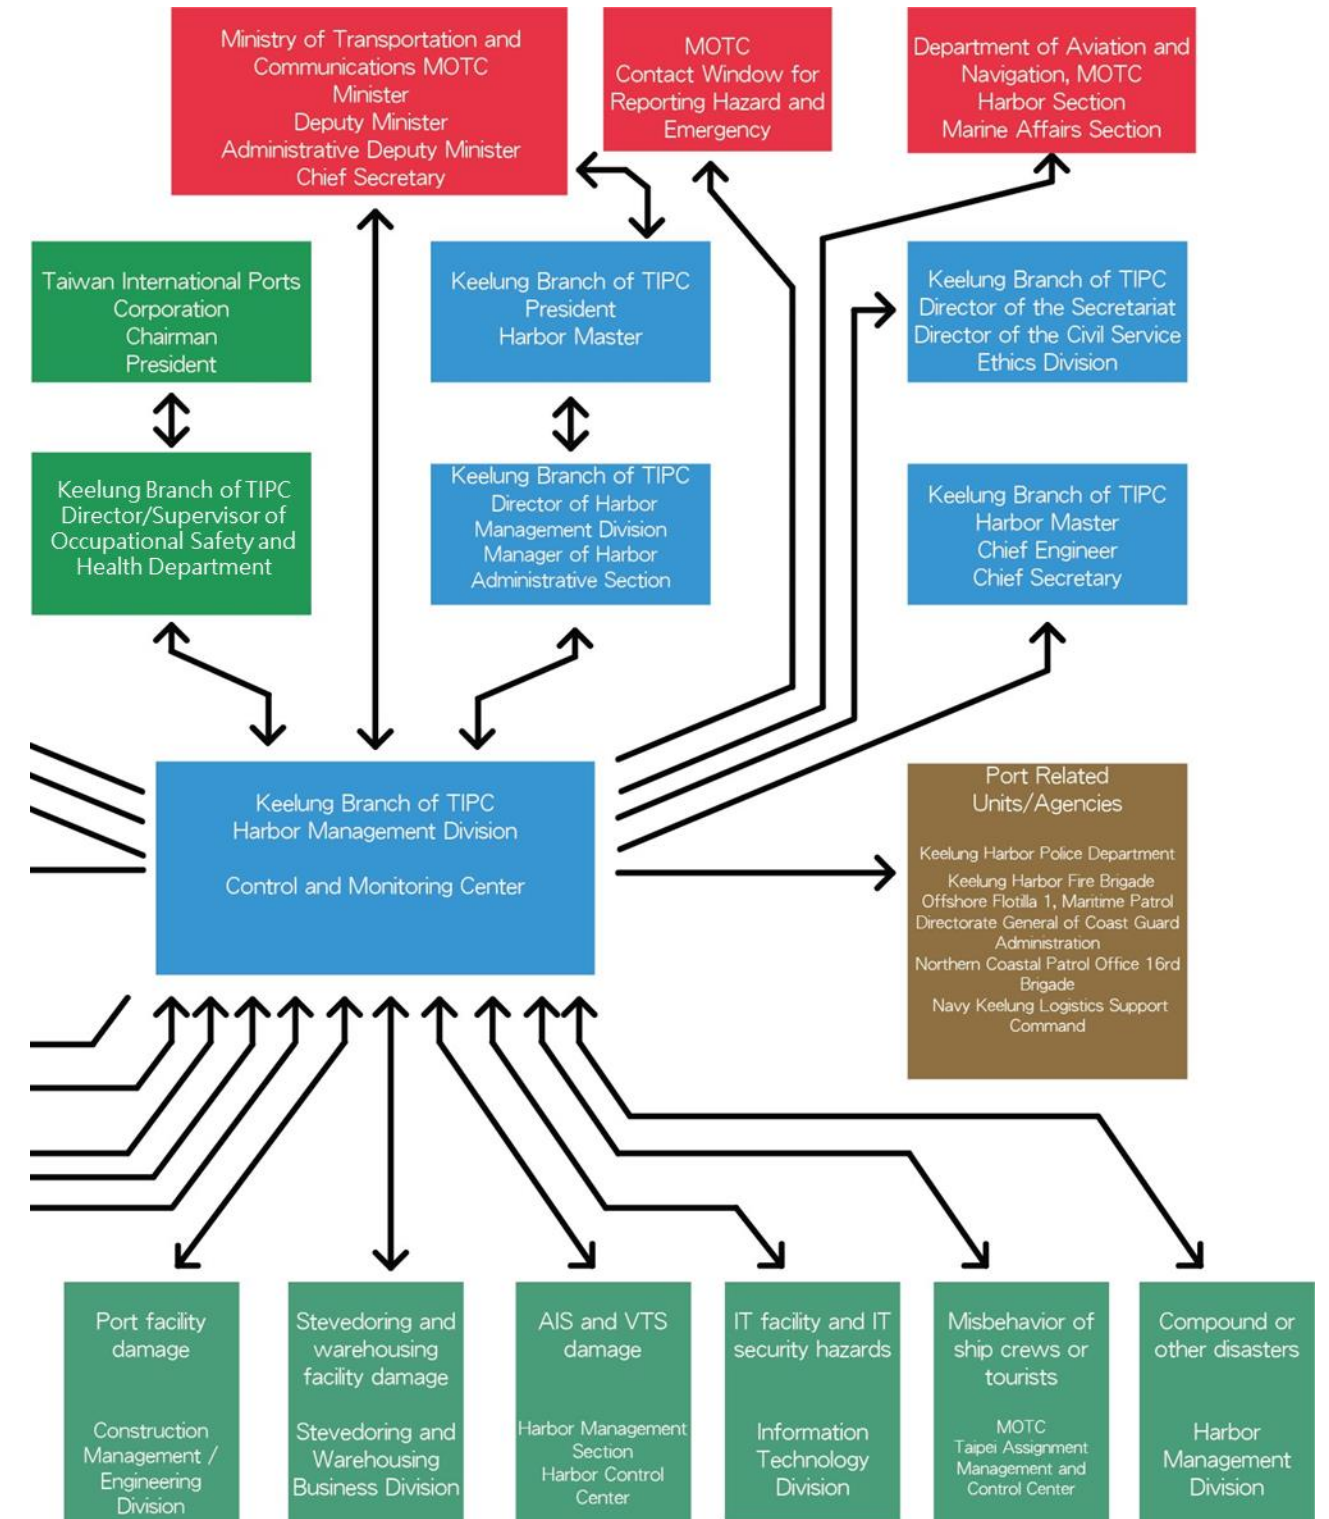 Ministry of Transportation and
Communications MOTC
Minister
Deputy Minister
Administrative Deputy Minister
Chief Secretary
MOTC
Contact Window for
Reporting Hazard and
Emergency
Department of Aviation and
Navigation, MOTC
Harbor Section
Marine Affairs Section
Taiwan International Ports
Corporation
Chairman
President
Keelung Branch of TIPC
President
Harbor Master
Keelung Branch of TIPC
Director of the Secretariat
Director of the Civil Service
Ethics Division
Keelung Branch of TIPC
Director/Supervisor of
Occupational Safety and
Health Department
Keelung Branch of TIPC
Director of Harbor
Management Division
Manager of Harbor
Administrative Section
Keelung Branch of TIPC
Harbor Master
Chief Engineer
Chief Secretary
Keelung Branch of TIPC
Harbor Management Division
Control and Monitoring Center
Port Related
Units/Agencies
Keelung Harbor Police Department
Keelung Harbor Fire Brigade
Offshore Flotilla 1, Maritime Patrol
Directorate General of Coast Guard
Administration
Northern Coastal Patrol Office 16rd
Brigade
Navy Keelung Logistics Support
Command
Port facility
damage
Construction
Management /
Engineering
Division
Stevedoring and
warehousing
facility damage
Stevedoring and
Warehousing
Business Division
AIS and VTS
damage
Harbor Management
Section
Harbor Control
Center
IT facility and IT
security hazards
Information
Technology
Division
Misbehavior of
ship crews or
tourists
MOTC
Taipei Assignment
Management and
Control Center
Compound or
other disasters
Harbor
Management
Division